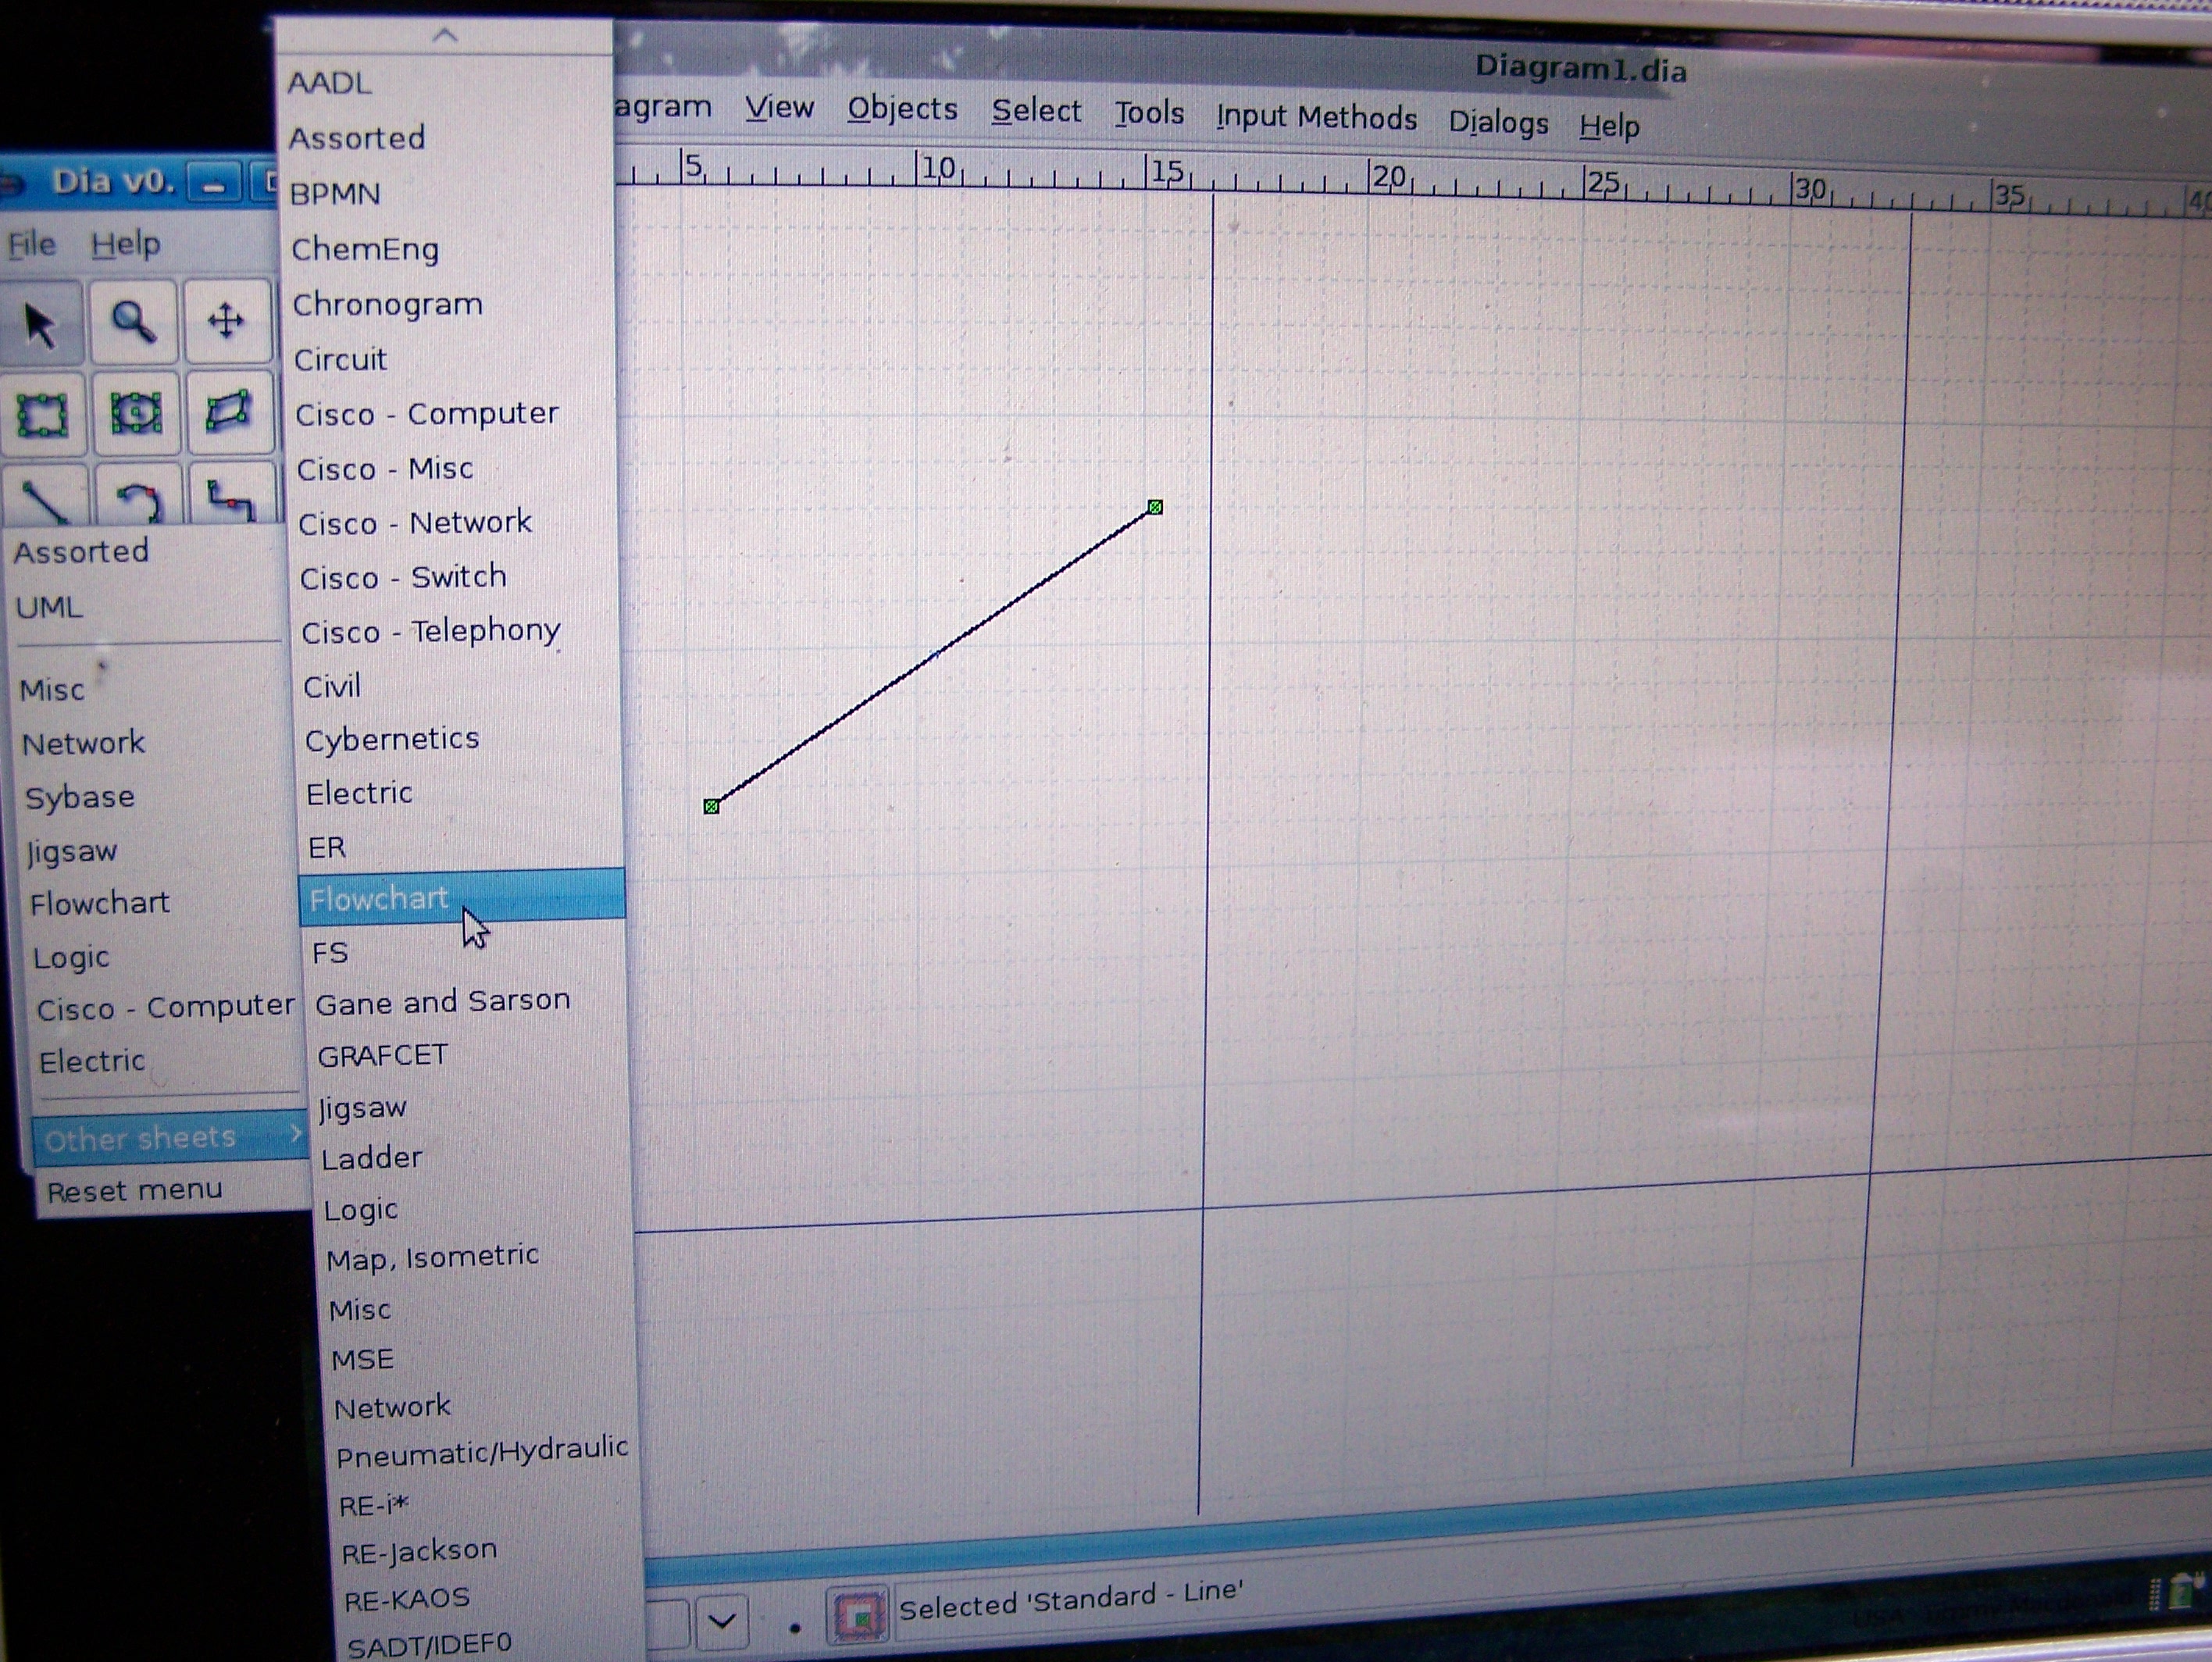 Diagram1.dia
agram View Objects Select Tools Input Methods Dialogs Help
5 10 15 20 25 30 35 40
Dia v0.
File Help
Assorted
UML
Misc
Network
Sybase
Jigsaw
Flowchart
Logic
Cisco - Computer
Electric
Other sheets
Reset menu
AADL
Assorted
BPMN
ChemEng
Chronogram
Circuit
Cisco - Computer
Cisco - Misc
Cisco - Network
Cisco - Switch
Cisco - Telephony
Civil
Cybernetics
Electric
ER
Flowchart
FS
Gane and Sarson
GRAFCET
Jigsaw
Ladder
Logic
Map, Isometric
Misc
MSE
Network
Pneumatic/Hydraulic
RE-i*
RE-Jackson
RE-KAOS
SADT/IDEF0
Selected 'Standard - Line'